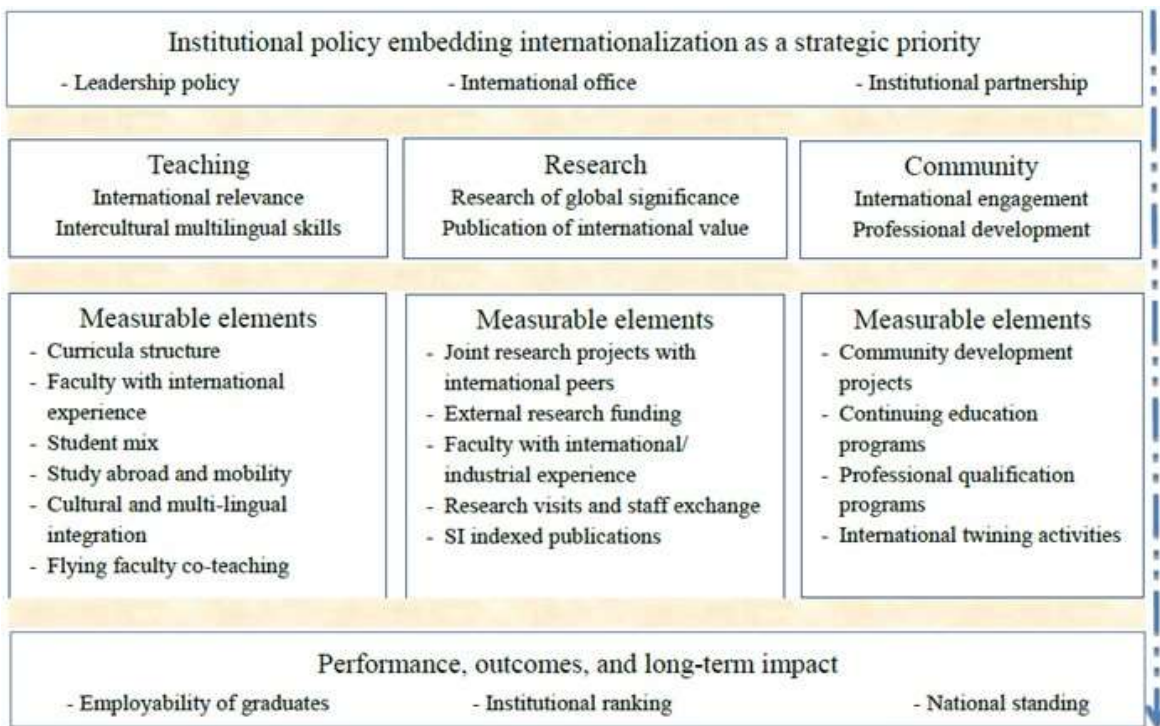 Institutional policy embedding internationalization as a strategic priority
- Leadership policy - International office - Institutional partnership
Teaching
International relevance
Intercultural multilingual skills
Research
Research of global significance
Publication of international value
Community
International engagement
Professional development
Measurable elements
- Curricula structure
- Faculty with international
experience
- Student mix
- Study abroad and mobility
- Cultural and multi-lingual
integration
- Flying faculty co-teaching
Measurable elements
- Joint research projects with
international peers
- External research funding
- Faculty with international/
industrial experience
- Research visits and staff exchange
- SI indexed publications
Measurable elements
- Community development
projects
- Continuing education
programs
- Professional qualification
programs
- International twining activities
Performance, outcomes, and long-term impact
- Employability of graduates - Institutional ranking - National standing